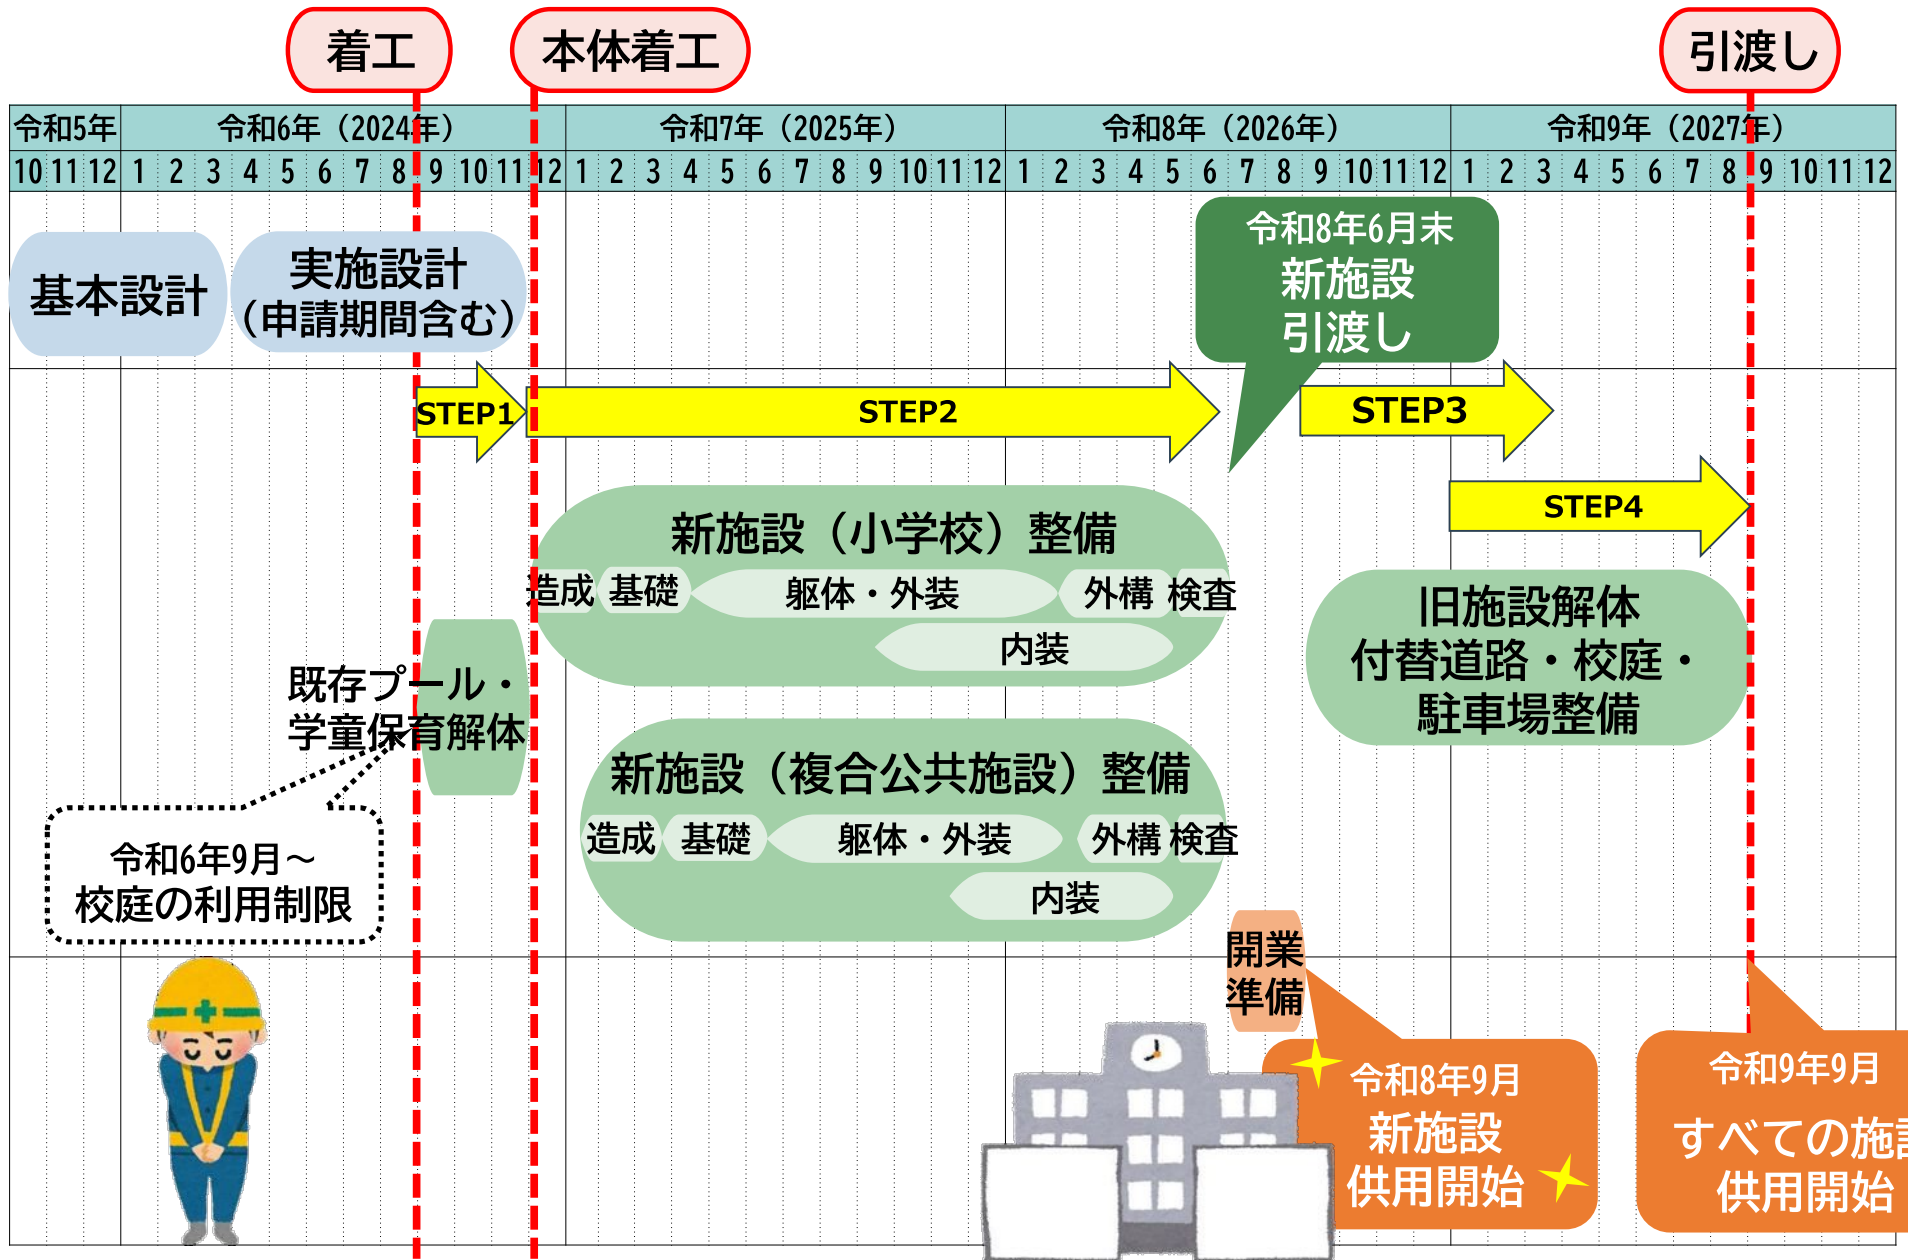 着工
本体着工
引渡し
令和5年 令和6年（2024年） 令和7年（2025年） 令和8年（2026年） 令和9年（2027年）
10 11 12 1 2 3 4 5 6 7 8 9 10 11 12 1 2 3 4 5 6 7 8 9 10 11 12 1 2 3 4 5 6 7 8 9 10 11 12 1 2 3 4 5 6 7 8 9 10 11 12
基本設計
実施設計
（申請期間含む）
令和8年6月末
新施設
引渡し
STEP1
STEP2
STEP3
STEP4
新施設（小学校）整備
造成 基礎 躯体・外装 外構 検査
内装
旧施設解体
付替道路・校庭・
駐車場整備
既存プール・
学童保育解体
新施設（複合公共施設）整備
造成 基礎 躯体・外装 外構 検査
内装
令和6年9月～
校庭の利用制限
開業
準備
令和8年9月
新施設
供用開始
令和9年9月
すべての施設
供用開始